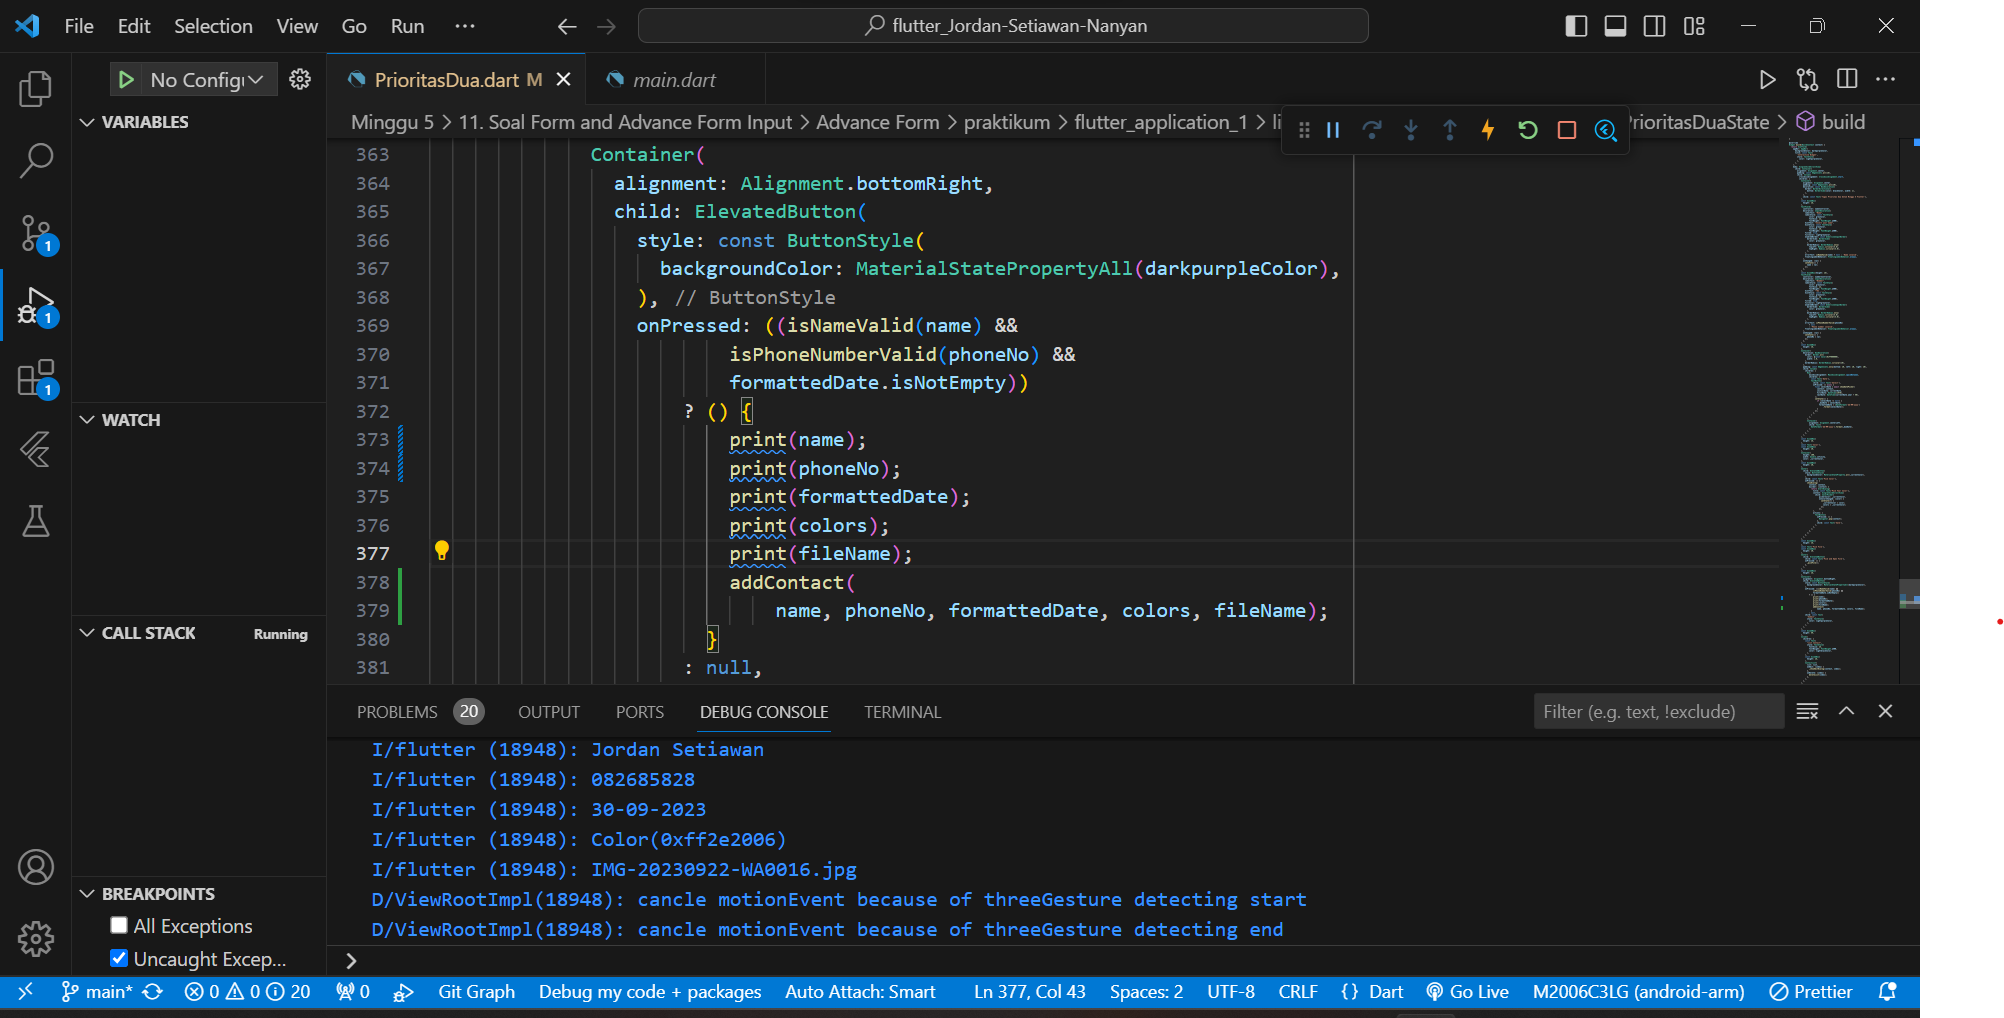 File Edit Selection View Go Run ···
flutter_Jordan-Setiawan-Nanyan
No Config
PrioritasDua.dart M
main.dart
Minggu 5 > 11. Soal Form and Advance Form Input > Advance Form > praktikum > flutter_application_1 > li
rioritasDuaState > build
VARIABLES
WATCH
CALL STACK Running
BREAKPOINTS
All Exceptions
Uncaught Excep...
1
1
1
363 Container(
364 alignment: Alignment.bottomRight,
365 child: ElevatedButton(
366 style: const ButtonStyle(
367 backgroundColor: MaterialStatePropertyAll(darkpurpleColor),
368 ), // ButtonStyle
369 onPressed: ((isNameValid(name) &&
370 isPhoneNumberValid(phoneNo) &&
371 formattedDate.isNotEmpty))
372 ? () {
373 print(name);
374 print(phoneNo);
375 print(formattedDate);
376 print(colors);
377 print(fileName);
378 addContact(
379 name, phoneNo, formattedDate, colors, fileName);
380 }
381 : null,
PROBLEMS 20 OUTPUT PORTS DEBUG CONSOLE TERMINAL
Filter (e.g. text, !exclude)
I/flutter (18948): Jordan Setiawan
I/flutter (18948): 082685828
I/flutter (18948): 30-09-2023
I/flutter (18948): Color(0xff2e2006)
I/flutter (18948): IMG-20230922-WA0016.jpg
D/ViewRootImpl(18948): cancle motionEvent because of threeGesture detecting start
D/ViewRootImpl(18948): cancle motionEvent because of threeGesture detecting end
>
main* 0 0 20 0 Git Graph Debug my code + packages Auto Attach: Smart Ln 377, Col 43 Spaces: 2 UTF-8 CRLF {} Dart Go Live M2006C3LG (android-arm) Prettier